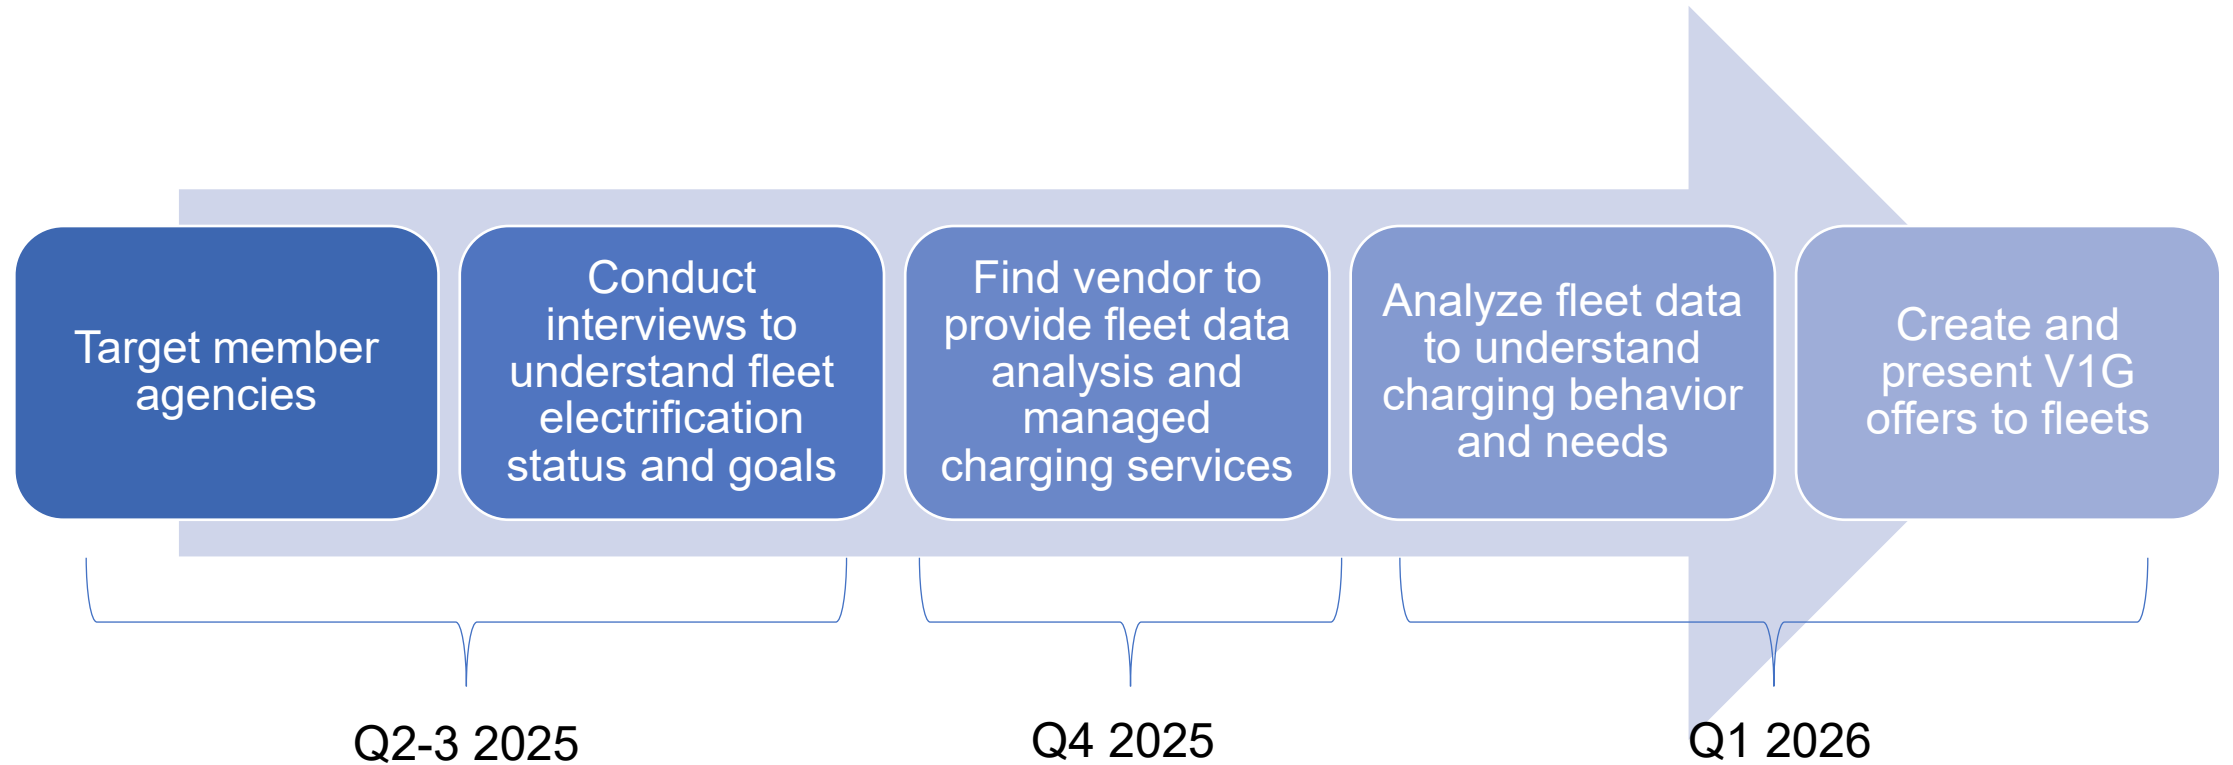 Target member
agencies
Conduct
interviews to
understand fleet
electrification
status and goals
Find vendor to
provide fleet data
analysis and
managed
charging services
Analyze fleet data
to understand
charging behavior
and needs
Create and
present V1G
offers to fleets
Q2-3 2025
Q4 2025
Q1 2026